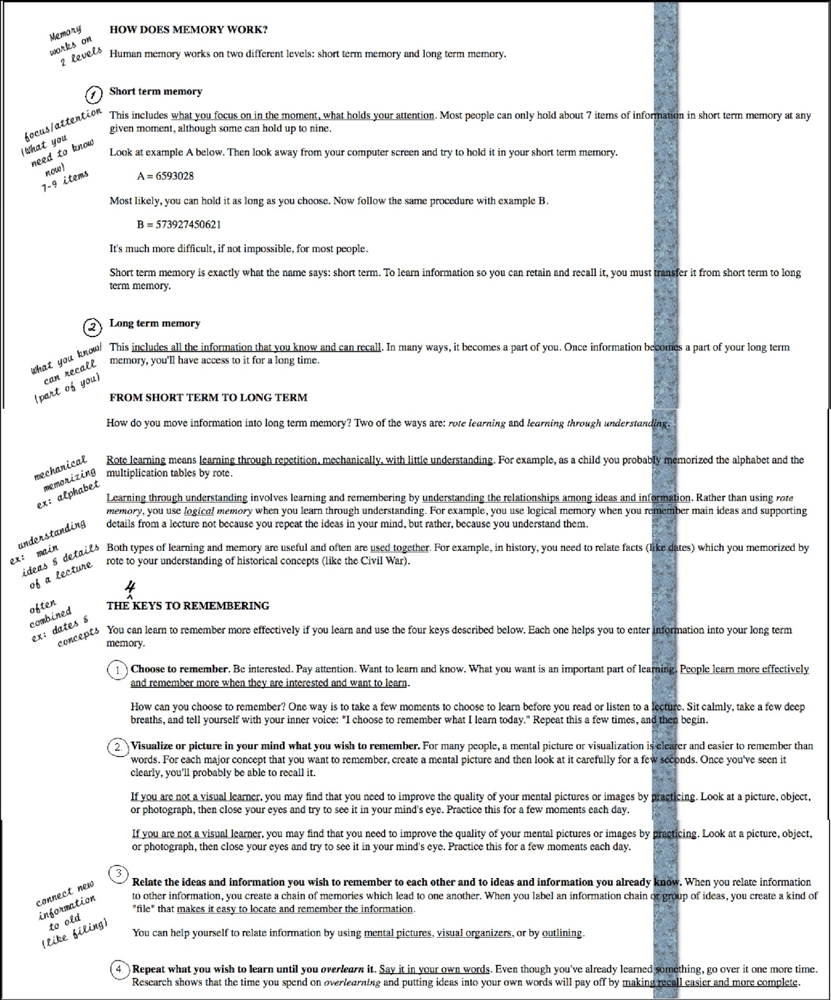 Memory
works on
2 levels
HOW DOES MEMORY WORK?
Human memory works on two different levels: short term memory and long term memory.
1
Short term memory
focus/attention
(What you
need to know
now)
7-9 items
This includes what you focus on in the moment, what holds your attention. Most people can only hold about 7 items of information in short term memory at any
given moment, although some can hold up to nine.
Look at example A below. Then look away from your computer screen and try to hold it in your short term memory.
A = 6593028
Most likely, you can hold it as long as you choose. Now follow the same procedure with example B.
B = 573927450621
It's much more difficult, if not impossible, for most people.
Short term memory is exactly what the name says: short term. To learn information so you can retain and recall it, you must transfer it from short term to long
term memory.
2
Long term memory
What you know/
can recall
(part of you)
This includes all the information that you know and can recall. In many ways, it becomes a part of you. Once information becomes a part of your long term
memory, you'll have access to it for a long time.
FROM SHORT TERM TO LONG TERM
How do you move information into long term memory? Two of the ways are: rote learning and learning through understanding.
mechanical
memorizing
ex: alphabet
Rote learning means learning through repetition, mechanically, with little understanding. For example, as a child you probably memorized the alphabet and the
multiplication tables by rote.
Learning through understanding involves learning and remembering by understanding the relationships among ideas and information. Rather than using rote
memory, you use logical memory when you learn through understanding. For example, you use logical memory when you remember main ideas and supporting
details from a lecture not because you repeat the ideas in your mind, but rather, because you understand them.
understanding
ex: main
ideas & details
of a lecture
Both types of learning and memory are useful and often are used together. For example, in history, you need to relate facts (like dates) which you memorized by
rote to your understanding of historical concepts (like the Civil War).
often
combined
ex: dates &
concepts
4
^
THE KEYS TO REMEMBERING
You can learn to remember more effectively if you learn and use the four keys described below. Each one helps you to enter information into your long term
memory.
1. Choose to remember. Be interested. Pay attention. Want to learn and know. What you want is an important part of learning. People learn more effectively
and remember more when they are interested and want to learn.
How can you choose to remember? One way is to take a few moments to choose to learn before you read or listen to a lecture. Sit calmly, take a few deep
breaths, and tell yourself with your inner voice: "I choose to remember what I learn today." Repeat this a few times, and then begin.
2. Visualize or picture in your mind what you wish to remember. For many people, a mental picture or visualization is clearer and easier to remember than
words. For each major concept that you want to remember, create a mental picture and then look at it carefully for a few seconds. Once you've seen it
clearly, you'll probably be able to recall it.
If you are not a visual learner, you may find that you need to improve the quality of your mental pictures or images by practicing. Look at a picture, object,
or photograph, then close your eyes and try to see it in your mind's eye. Practice this for a few moments each day.
If you are not a visual learner, you may find that you need to improve the quality of your mental pictures or images by practicing. Look at a picture, object,
or photograph, then close your eyes and try to see it in your mind's eye. Practice this for a few moments each day.
connect new
information
to old
(like filing)
3.
Relate the ideas and information you wish to remember to each other and to ideas and information you already know. When you relate information
to other information, you create a chain of memories which lead to one another. When you label an information chain or group of ideas, you create a kind of
"file" that makes it easy to locate and remember the information.
You can help yourself to relate information by using mental pictures, visual organizers, or by outlining.
4. Repeat what you wish to learn until you overlearn it. Say it in your own words. Even though you've already learned something, go over it one more time.
Research shows that the time you spend on overlearning and putting ideas into your own words will pay off by making recall easier and more complete.